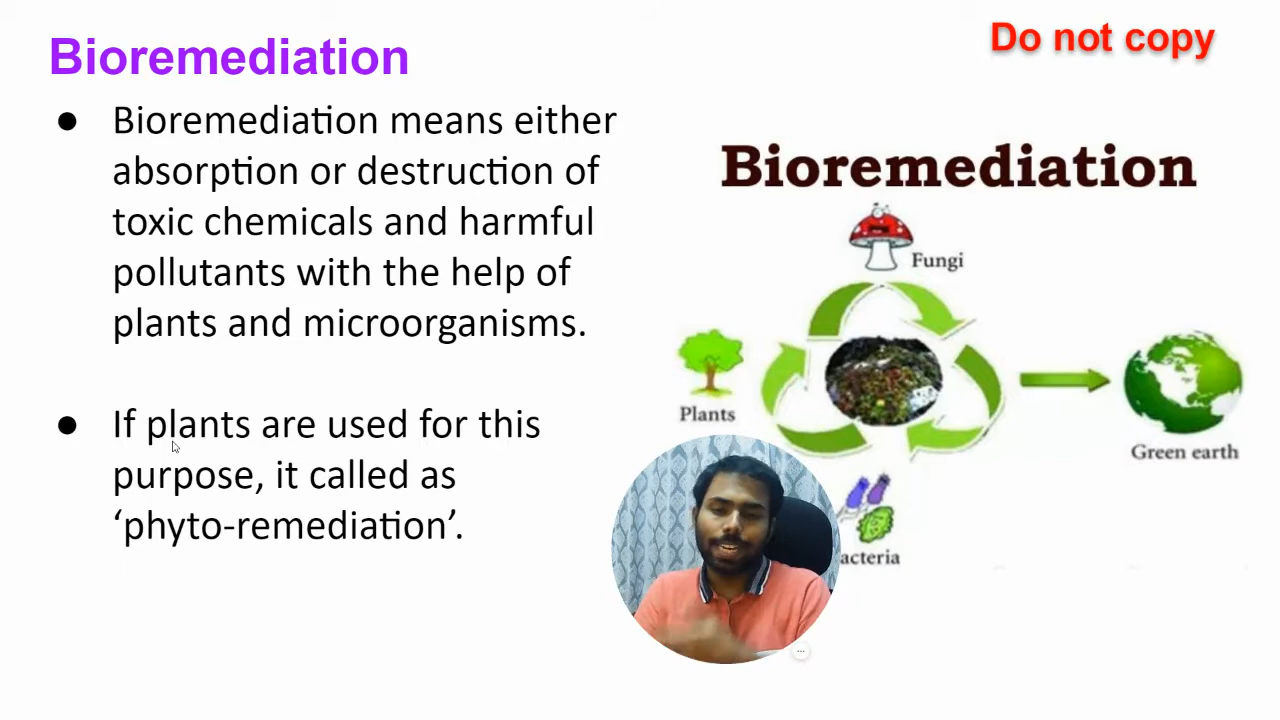 Bioremediation
Do not copy
● Bioremediation means either
absorption or destruction of
toxic chemicals and harmful
pollutants with the help of
plants and microorganisms.
● If plants are used for this
purpose, it called as
‘phyto-remediation’.
Bioremediation
Fungi
Plants
Green earth
acteria